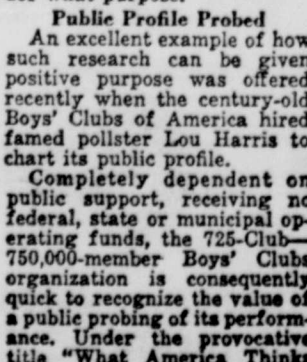 Public Profile Probed
An excellent example of how
such research can be given
positive purpose was offered
recently when the century-old
Boys' Clubs of America hired
famed pollster Lou Harris to
chart its public profile.
Completely dependent on
public support, receiving no
federal, state or municipal op-
erating funds, the 725-Club—
750,000-member Boys' Clubs
organization is consequently
quick to recognize the value of
a public probing of its perform-
ance. Under the provocative
title "What America Thin